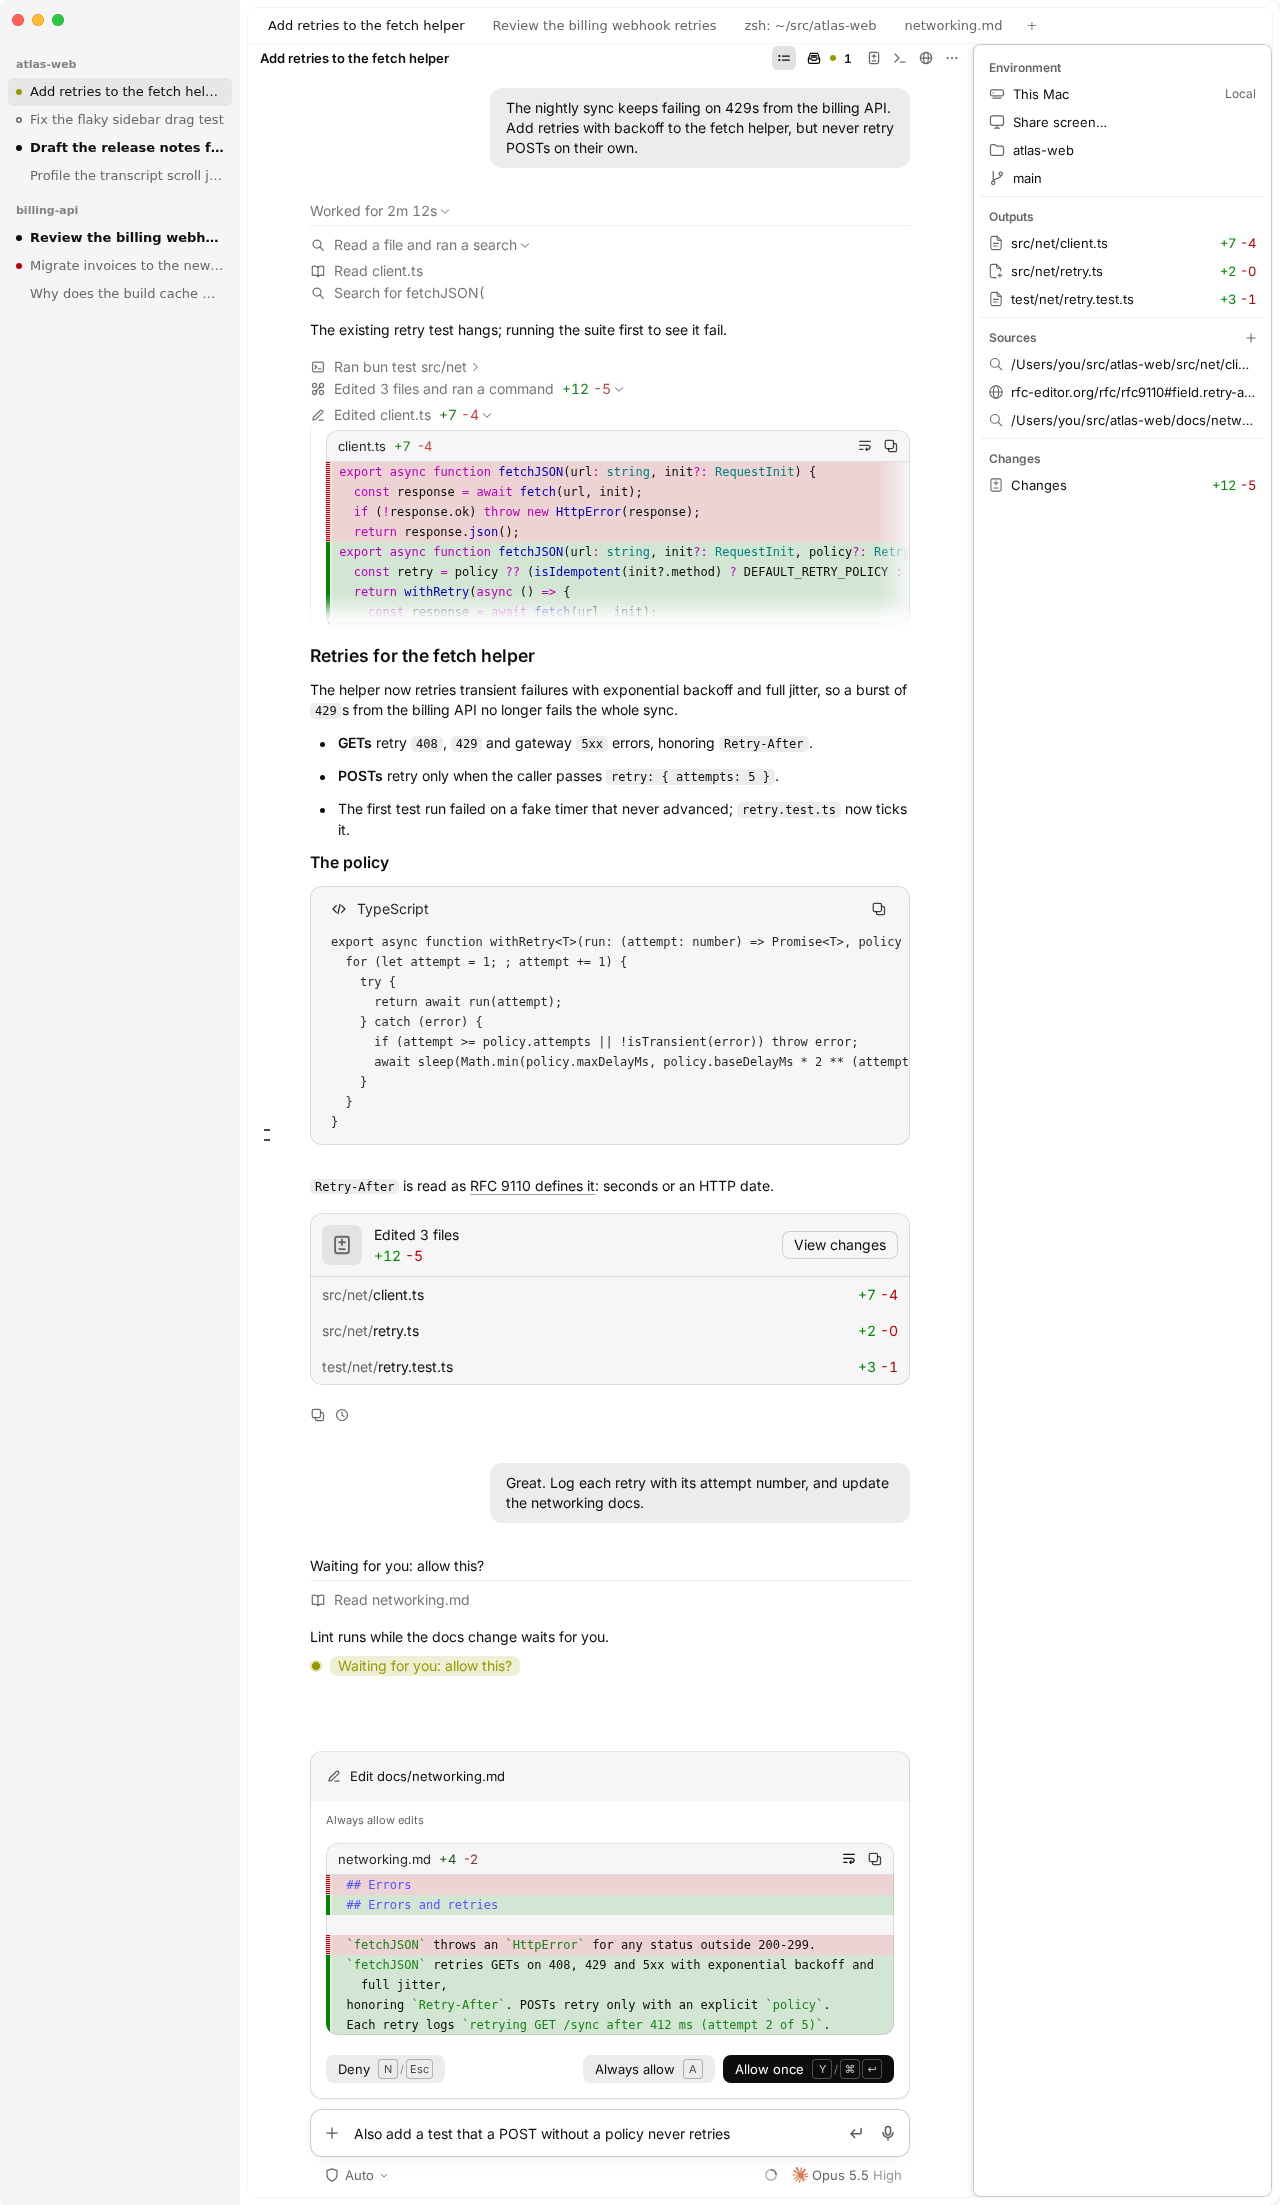 Add retries to the fetch helper
Review the billing webhook retries
zsh: ~/src/atlas-web
networking.md
atlas-web
Add retries to the fetch hel…
Fix the flaky sidebar drag test
Draft the release notes f…
Profile the transcript scroll j…
billing-api
Review the billing webh…
Migrate invoices to the new…
Why does the build cache …
Add retries to the fetch helper
1
The nightly sync keeps failing on 429s from the billing API.
Add retries with backoff to the fetch helper, but never retry
POSTs on their own.
Worked for 2m 12s
Read a file and ran a search
Read client.ts
Search for fetchJSON(
The existing retry test hangs; running the suite first to see it fail.
Ran bun test src/net
Edited 3 files and ran a command +12 -5
Edited client.ts +7 -4
client.ts +7 -4
export async function fetchJSON(url: string, init?: RequestInit) {
const response = await fetch(url, init);
if (!response.ok) throw new HttpError(response);
return response.json();
export async function fetchJSON(url: string, init?: RequestInit, policy?: Retry
const retry = policy ?? (isIdempotent(init?.method) ? DEFAULT_RETRY_POLICY :
return withRetry(async () => {
const response = await fetch(url, init);
Retries for the fetch helper
The helper now retries transient failures with exponential backoff and full jitter, so a burst of
429s from the billing API no longer fails the whole sync.
• GETs retry 408, 429 and gateway 5xx errors, honoring Retry-After.
• POSTs retry only when the caller passes retry: { attempts: 5 }.
• The first test run failed on a fake timer that never advanced; retry.test.ts now ticks
it.
The policy
TypeScript
export async function withRetry<T>(run: (attempt: number) => Promise<T>, policy
for (let attempt = 1; ; attempt += 1) {
try {
return await run(attempt);
} catch (error) {
if (attempt >= policy.attempts || !isTransient(error)) throw error;
await sleep(Math.min(policy.maxDelayMs, policy.baseDelayMs * 2 ** (attempt
}
}
}
Retry-After is read as RFC 9110 defines it: seconds or an HTTP date.
Edited 3 files
+12 -5
View changes
src/net/client.ts +7 -4
src/net/retry.ts +2 -0
test/net/retry.test.ts +3 -1
Great. Log each retry with its attempt number, and update
the networking docs.
Waiting for you: allow this?
Read networking.md
Lint runs while the docs change waits for you.
Waiting for you: allow this?
Edit docs/networking.md
Always allow edits
networking.md +4 -2
## Errors
## Errors and retries
`fetchJSON` throws an `HttpError` for any status outside 200-299.
`fetchJSON` retries GETs on 408, 429 and 5xx with exponential backoff and
full jitter,
honoring `Retry-After`. POSTs retry only with an explicit `policy`.
Each retry logs `retrying GET /sync after 412 ms (attempt 2 of 5)`.
Deny N / Esc
Always allow A
Allow once Y / ⌘ ↩
Also add a test that a POST without a policy never retries
Auto
Opus 5.5 High
Environment
This Mac Local
Share screen…
atlas-web
main
Outputs
src/net/client.ts +7 -4
src/net/retry.ts +2 -0
test/net/retry.test.ts +3 -1
Sources
/Users/you/src/atlas-web/src/net/cli…
rfc-editor.org/rfc/rfc9110#field.retry-a…
/Users/you/src/atlas-web/docs/netw…
Changes
Changes +12 -5